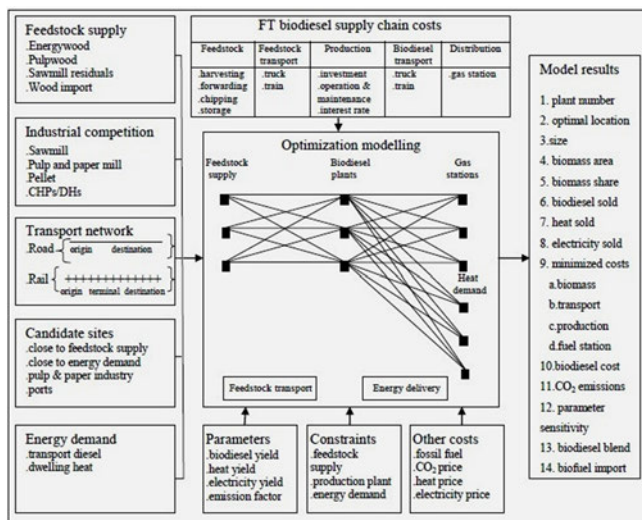 Feedstock supply
.Energywood
.Pulpwood
.Sawmill residuals
.Wood import
Industrial competition
.Sawmill
.Pulp and paper mill
.Pellet
.CHPs/DHs
Transport network
.Road
origin destination
.Rail
origin terminal destination
Candidate sites
.close to feedstock supply
.close to energy demand
.pulp & paper industry
.ports
Energy demand
.transport diesel
.dwelling heat
FT biodiesel supply chain costs
Feedstock
.harvesting
.forwarding
.chipping
.storage
Feedstock
transport
.truck
.train
Production
.investment
.operation &
maintenance
.interest rate
Biodiesel
transport
.truck
.train
Distribution
.gas station
Optimization modelling
Feedstock
supply
Biodiesel
plants
Gas
stations
Heat
demand
Feedstock transport
Energy delivery
Parameters
.biodiesel yield
.heat yield
.electricity yield
.emission factor
Constraints
.feedstock
supply
.production plant
.energy demand
Other costs
.fossil fuel
.CO₂ price
.heat price
.electricity price
Model results
1. plant number
2. optimal location
3.size
4. biomass area
5. biomass share
6. biodiesel sold
7. heat sold
8. electricity sold
9. minimized costs
a.biomass
b.transport
c.production
d.fuel station
10.biodiesel cost
11.CO₂ emissions
12. parameter
sensitivity
13. biodiesel blend
14. biofuel import